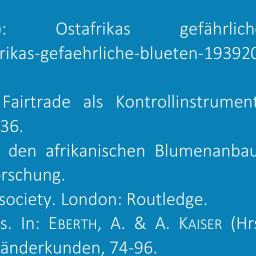 : Ostafrikas gefährlich
rikas-gefaehrliche-blueten-193920
Fairtrade als Kontrollinstrument
36.
den afrikanischen Blumenanbau
rschung.
society. London: Routledge.
s. In: EBERTH, A. & A. KAISER (Hrs
änderkunden, 74-96.